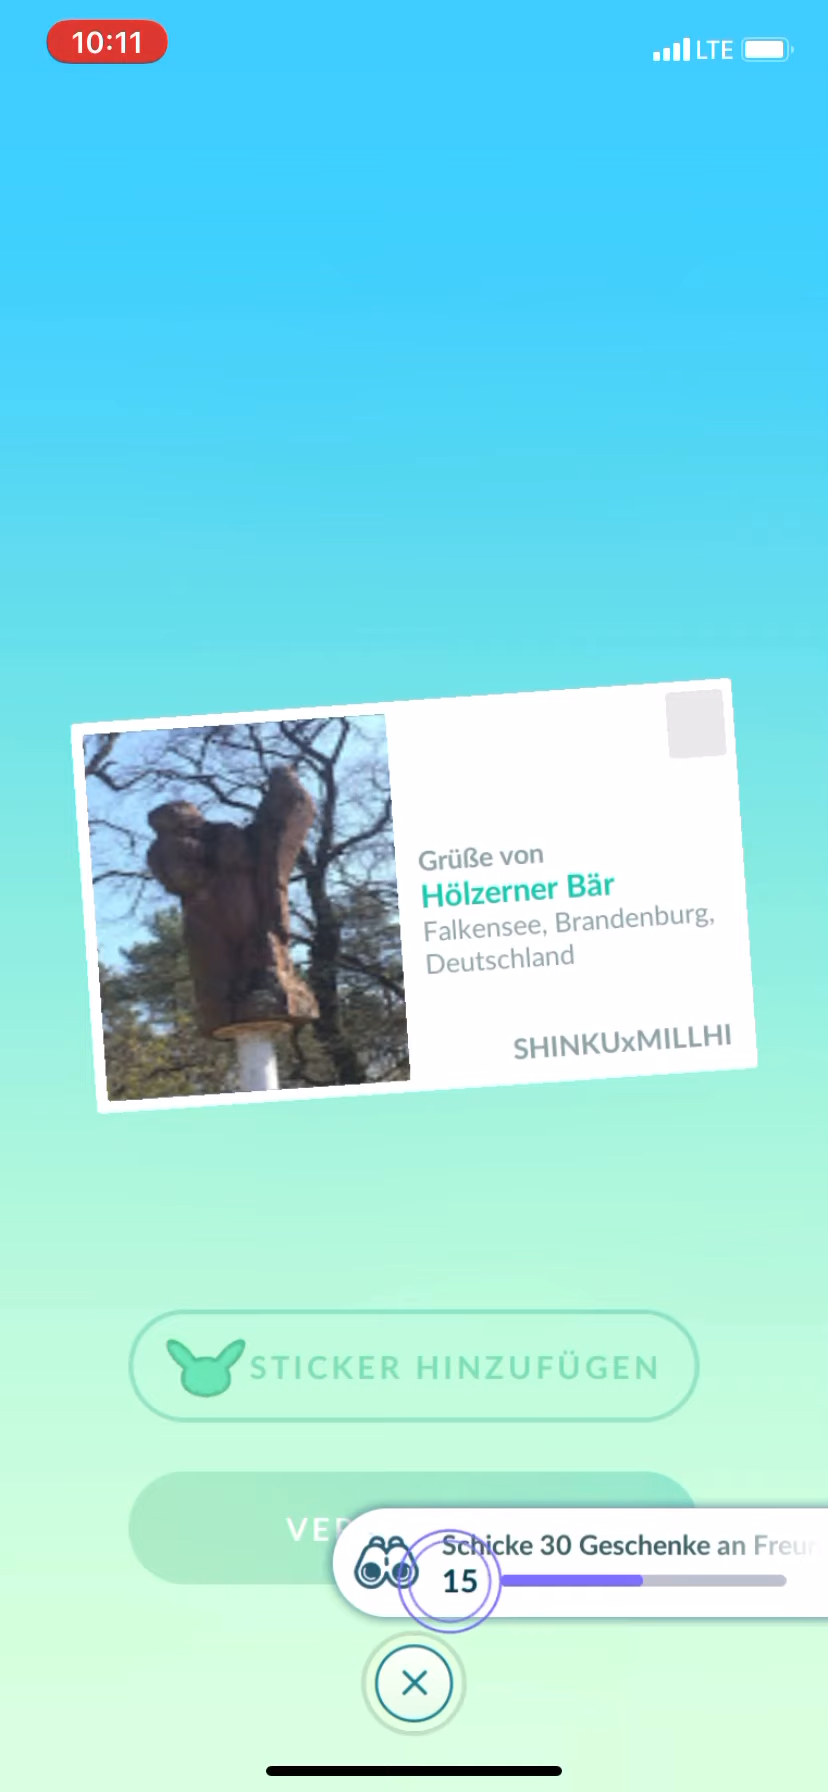 10:11
LTE
Grüße von
Hölzerner Bär
Falkensee, Brandenburg,
Deutschland
SHINKUxMILLHI
STICKER HINZUFÜGEN
Schicke 30 Geschenke an
15